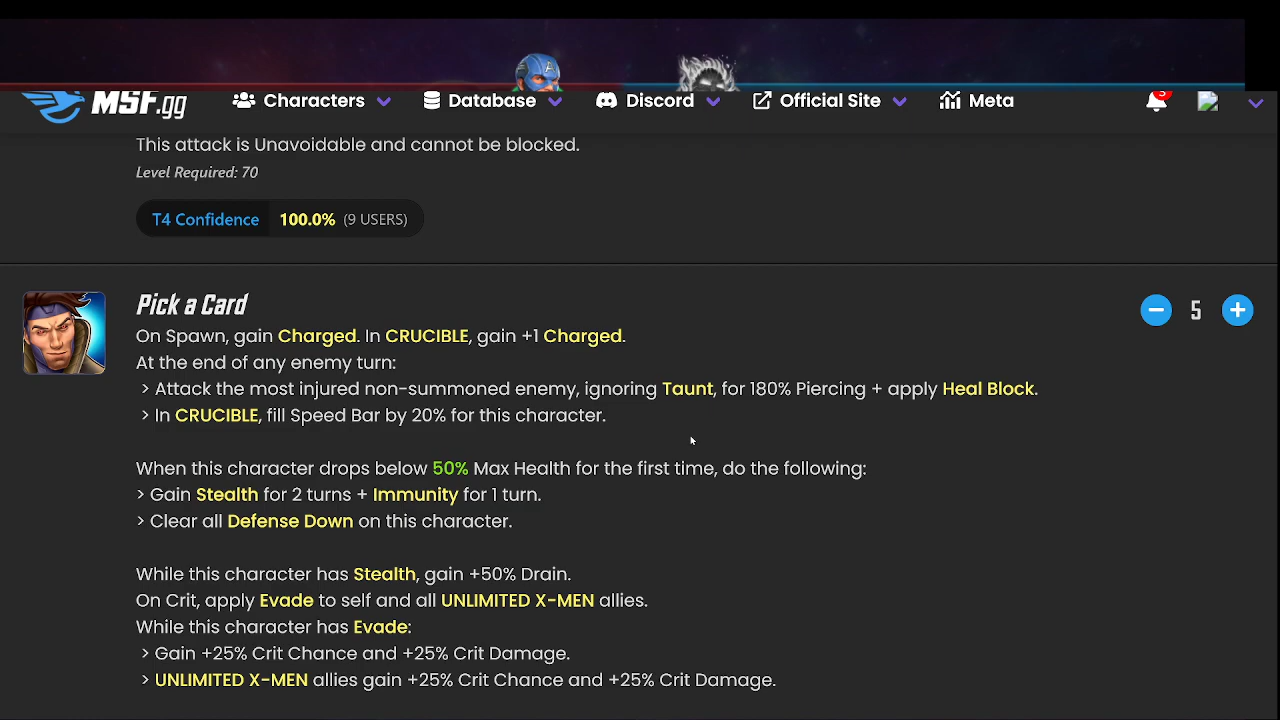 MSF.gg Characters Database Discord Official Site Meta 5
This attack is Unavoidable and cannot be blocked.
Level Required: 70
T4 Confidence 100.0% (9 USERS)
Pick a Card
5
On Spawn, gain Charged. In CRUCIBLE, gain +1 Charged.
At the end of any enemy turn:
> Attack the most injured non-summoned enemy, ignoring Taunt, for 180% Piercing + apply Heal Block.
> In CRUCIBLE, fill Speed Bar by 20% for this character.
When this character drops below 50% Max Health for the first time, do the following:
> Gain Stealth for 2 turns + Immunity for 1 turn.
> Clear all Defense Down on this character.
While this character has Stealth, gain +50% Drain.
On Crit, apply Evade to self and all UNLIMITED X-MEN allies.
While this character has Evade:
> Gain +25% Crit Chance and +25% Crit Damage.
> UNLIMITED X-MEN allies gain +25% Crit Chance and +25% Crit Damage.